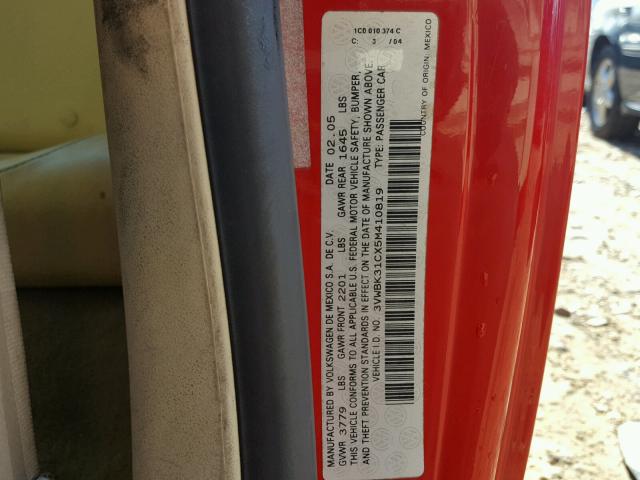 1C0 010 374 C
C: 3 / 04
MANUFACTURED BY VOLKSWAGEN DE MEXICO S.A. DE C.V. DATE 02.05
GVWR 3779 LBS GAWR FRONT 2201 LBS GAWR REAR 1645 LBS
THIS VEHICLE CONFORMS TO ALL APPLICABLE U.S. FEDERAL MOTOR VEHICLE SAFETY, BUMPER,
AND THEFT PREVENTION STANDARDS IN EFFECT ON THE DATE OF MANUFACTURE SHOWN ABOVE.
VEHICLE I.D. NO. 3VWBK31CX5M410819 TYPE: PASSENGER CAR
COUNTRY OF ORIGIN: MEXICO